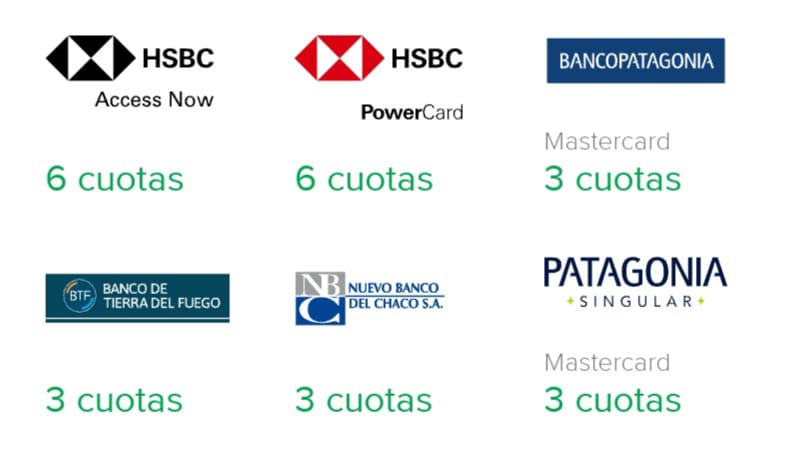 HSBC
Access Now
6 cuotas
HSBC
PowerCard
6 cuotas
BANCOPATAGONIA
Mastercard
3 cuotas
BTF
BANCO DE
TIERRA DEL FUEGO
3 cuotas
NB
C
NUEVO BANCO
DEL CHACO S.A.
3 cuotas
PATAGONIA
SINGULAR
Mastercard
3 cuotas